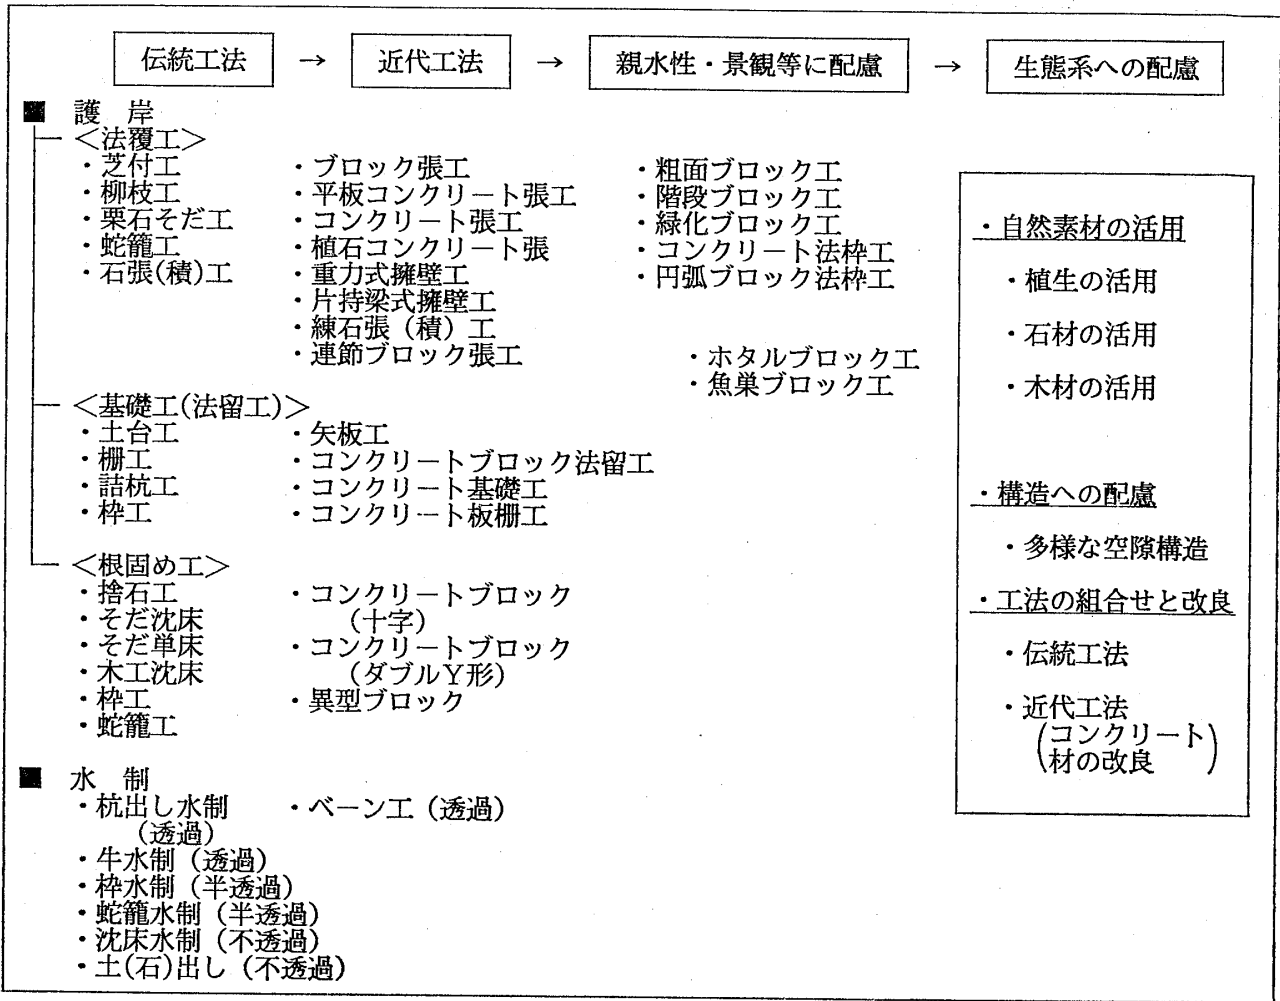 伝統工法 → 近代工法 → 親水性・景観等に配慮 → 生態系への配慮
■ 護 岸
＜法覆工＞
・芝付工
・柳枝工
・栗石そだ工
・蛇籠工
・石張(積)工
・ブロック張工
・平板コンクリート張工
・コンクリート張工
・植石コンクリート張
・重力式擁壁工
・片持梁式擁壁工
・練石張（積）工
・連節ブロック張工
・粗面ブロック工
・階段ブロック工
・緑化ブロック工
・コンクリート法枠工
・円弧ブロック法枠工
・ホタルブロック工
・魚巣ブロック工
＜基礎工(法留工)＞
・土台工
・柵工
・詰杭工
・枠工
・矢板工
・コンクリートブロック法留工
・コンクリート基礎工
・コンクリート板柵工
＜根固め工＞
・捨石工
・そだ沈床
・そだ単床
・木工沈床
・枠工
・蛇籠工
・コンクリートブロック
（十字）
・コンクリートブロック
（ダブルＹ形）
・異型ブロック
■ 水 制
・杭出し水制
（透過）
・牛水制（透過）
・枠水制（半透過）
・蛇籠水制（半透過）
・沈床水制（不透過）
・土(石)出し（不透過）
・ベーン工（透過）
・自然素材の活用
・植生の活用
・石材の活用
・木材の活用
・構造への配慮
・多様な空隙構造
・工法の組合せと改良
・伝統工法
・近代工法
（コンクリート
材の改良）